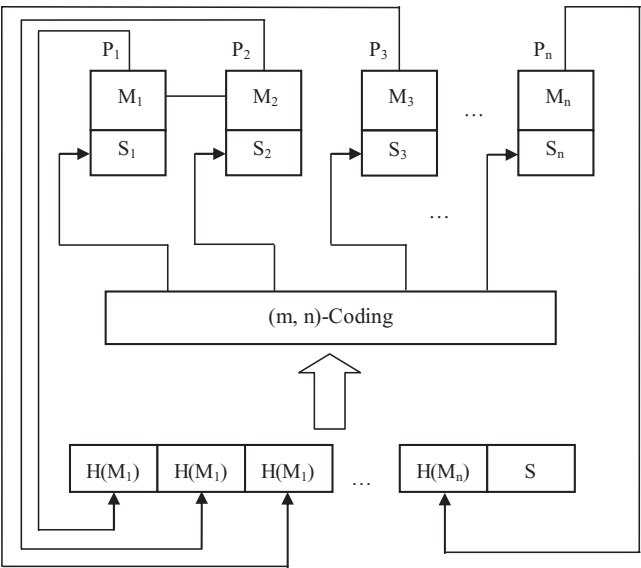 P₁ P₂ P₃ Pₙ
M₁ M₂ M₃ … Mₙ
S₁ S₂ S₃ Sₙ
…
(m, n)-Coding
H(M₁) H(M₁) H(M₁) … H(Mₙ) S